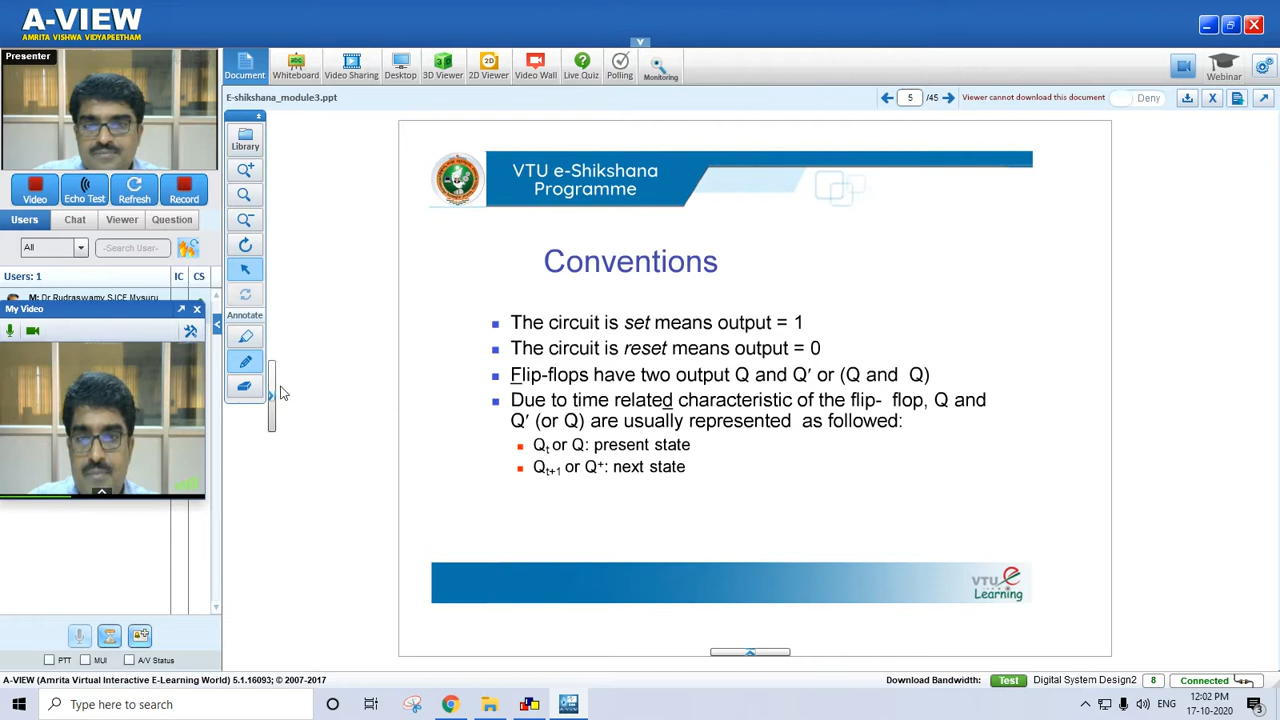 A-VIEW
AMRITA VISHWA VIDYAPEETHAM
Presenter
Document Whiteboard Video Sharing Desktop 3D Viewer 2D Viewer Video Wall Live Quiz Polling Monitoring Webinar
E-shikshana_module3.ppt
5 /45 Viewer cannot download this document Deny
Library
Video Echo Test Refresh Record
Users Chat Viewer Question
All -Search User-
Users: 1 IC CS
M: Dr Rudraswamy SJCE Mysuru
My Video
Annotate
VTU e-Shikshana
Programme
Conventions
The circuit is set means output = 1
The circuit is reset means output = 0
Flip-flops have two output Q and Q′ or (Q and Q)
Due to time related characteristic of the flip- flop, Q and
Q′ (or Q) are usually represented as followed:
Qt or Q: present state
Qt+1 or Q+: next state
VTU e
Learning
PTT MUI A/V Status
A-VIEW (Amrita Virtual Interactive E-Learning World) 5.1.16093; © 2007-2017
Download Bandwidth: Test Digital System Design2 8 Connected
Type here to search
ENG
12:02 PM
17-10-2020
3